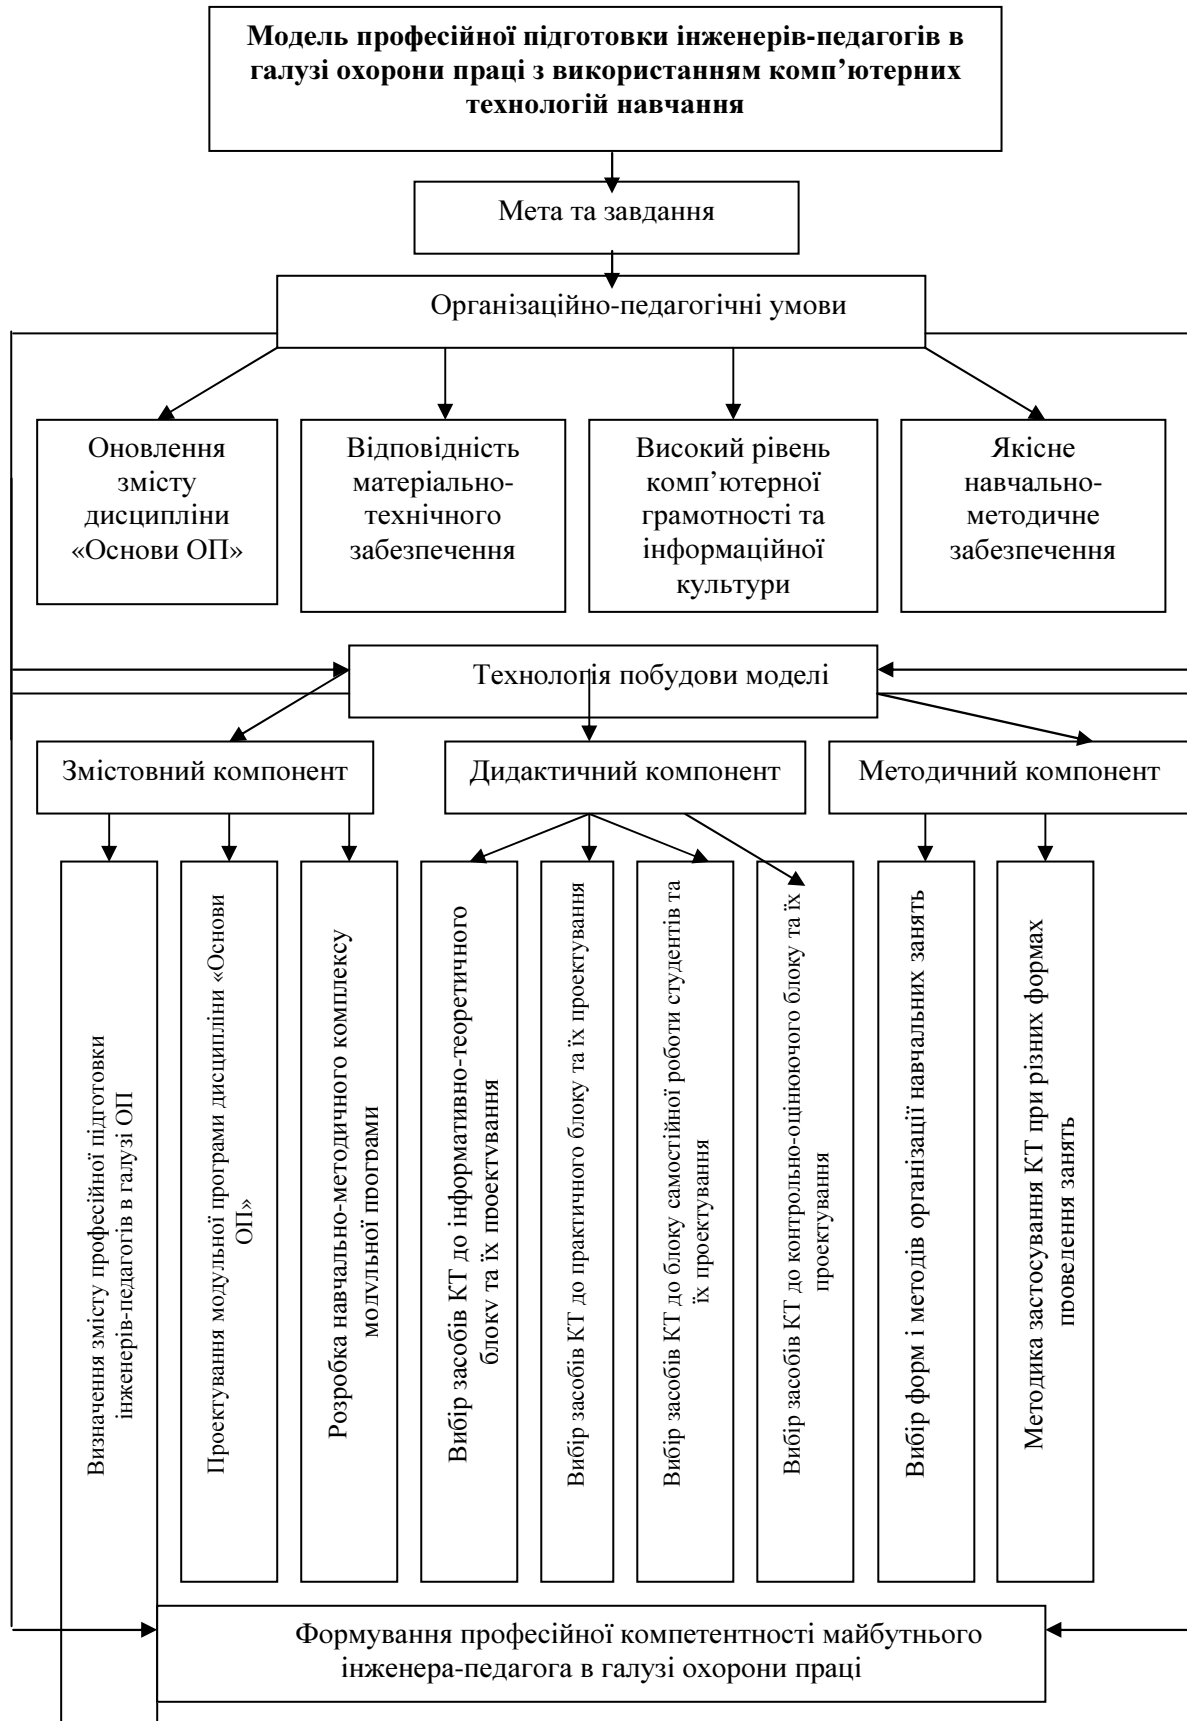 Модель професійної підготовки інженерів-педагогів в
галузі охорони праці з використанням комп’ютерних
технологій навчання
Мета та завдання
Організаційно-педагогічні умови
Оновлення
змісту
дисципліни
«Основи ОП»
Відповідність
матеріально-
технічного
забезпечення
Високий рівень
комп’ютерної
грамотності та
інформаційної
культури
Якісне
навчально-
методичне
забезпечення
Технологія побудови моделі
Змістовний компонент
Дидактичний компонент
Методичний компонент
Визначення змісту професійної підготовки
інженерів-педагогів в галузі ОП
Проектування модульної програми дисципліни «Основи
ОП»
Розробка навчально-методичного комплексу
модульної програми
Вибір засобів КТ до інформативно-теоретичного
блоку та їх проектування
Вибір засобів КТ до практичного блоку та їх проектування
Вибір засобів КТ до блоку самостійної роботи студентів та
їх проектування
Вибір засобів КТ до контрольно-оцінюючого блоку та їх
проектування
Вибір форм і методів організації навчальних занять
Методика застосування КТ при різних формах
проведення занять
Формування професійної компетентності майбутнього
інженера-педагога в галузі охорони праці